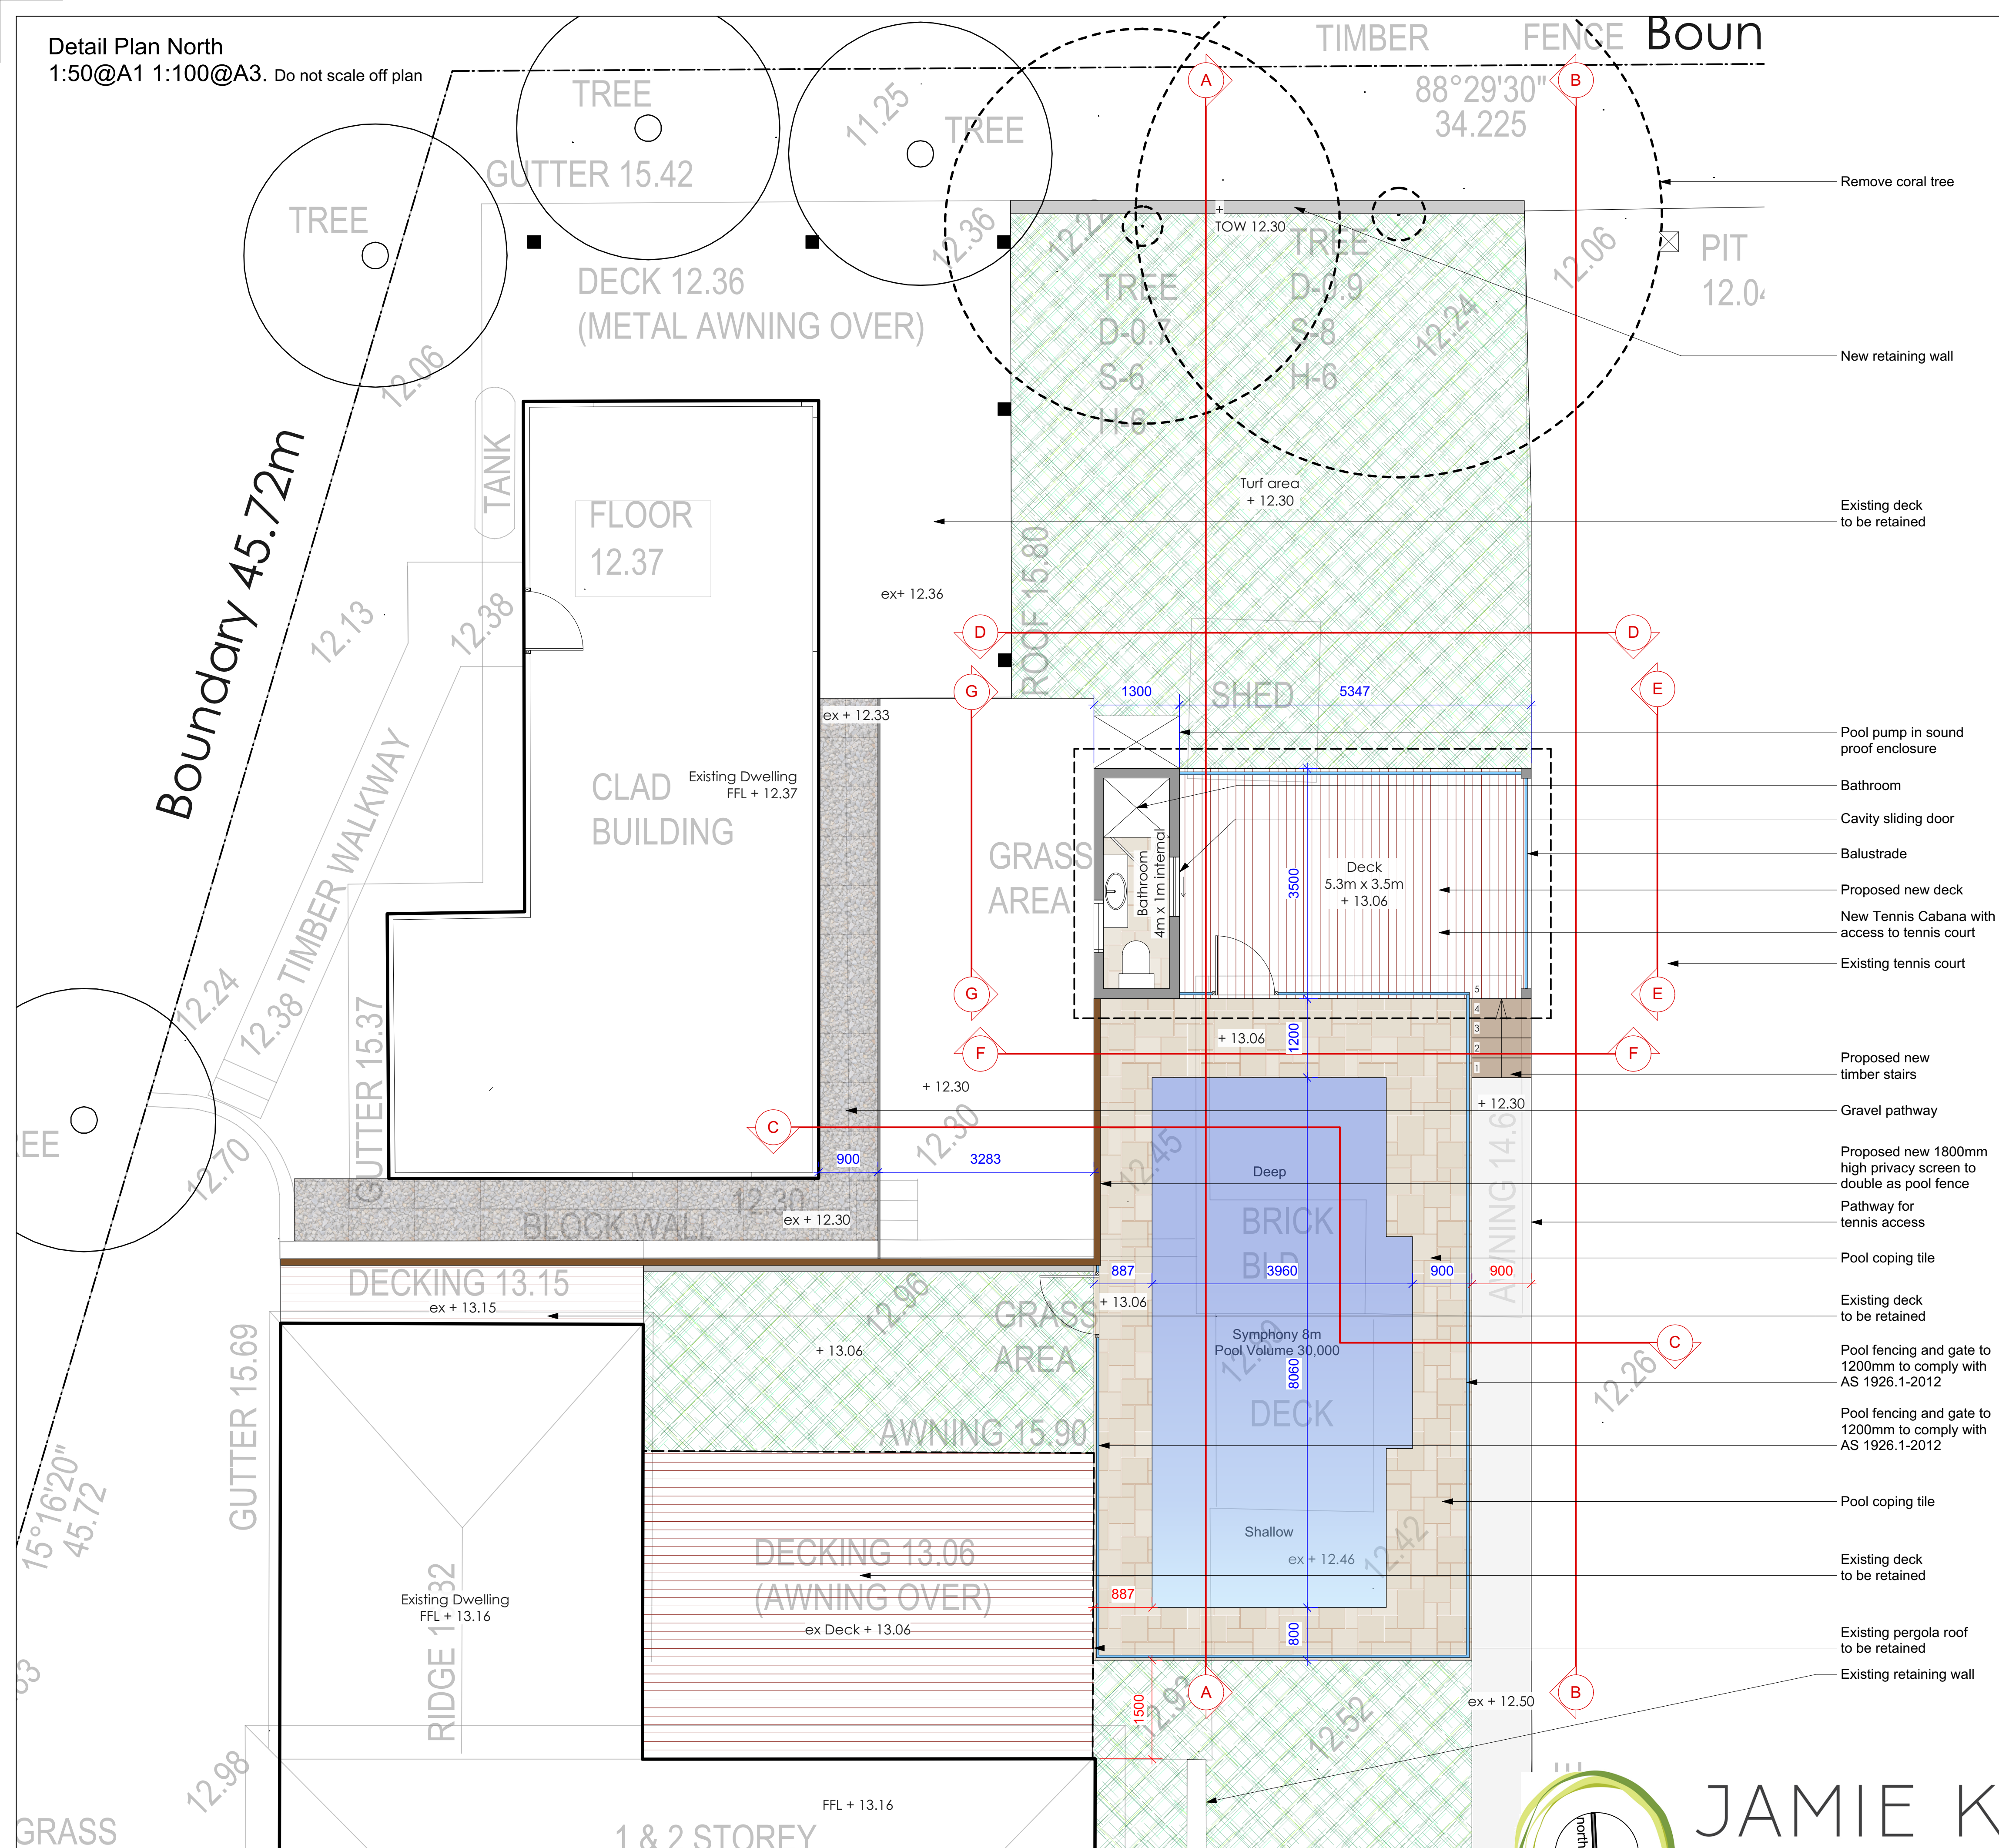 Detail Plan North
1:50@A1 1:100@A3. Do not scale off plan
TIMBER FENCE
Boun
88°29'30"
34.225
A
B
TREE
11.25
TREE
GUTTER 15.42
TREE
Remove coral tree
12.36
12.22
+
TOW 12.30
12.06
PIT
DECK 12.36
(METAL AWNING OVER)
TREE
D-0.7
S-6
H-6
TREE
D-0.9
S-8
H-6
12.24
New retaining wall
12.06
Boundary 45.72m
TANK
FLOOR
12.37
Turf area
+ 12.30
Existing deck
to be retained
ROOF 15.80
ex+ 12.36
12.13
12.38
D
D
G
1300
SHED
5347
E
ex + 12.33
Pool pump in sound
proof enclosure
CLAD
BUILDING
Existing Dwelling
FFL + 12.37
Bathroom
Cavity sliding door
GRASS
AREA
Bathroom
4m x 1m internal
3500
Deck
5.3m x 3.5m
+ 13.06
Balustrade
Proposed new deck
New Tennis Cabana with
access to tennis court
Existing tennis court
12.24
12.38 TIMBER WALKWAY
G
E
5
4
3
2
1
GUTTER 15.37
+ 13.06
1200
F
F
Proposed new
timber stairs
+ 12.30
+ 12.30
Gravel pathway
C
12.30
12.45
AWNING 14.6
12.70
900
3283
Deep
Proposed new 1800mm
high privacy screen to
double as pool fence
12.30
ex + 12.30
BLOCK WALL
BRICK
Pathway for
tennis access
Pool coping tile
DECKING 13.15
ex + 13.15
887
3960
900
900
12.96
GRASS
AREA
+ 13.06
Existing deck
to be retained
+ 13.06
Symphony 8m
Pool Volume 30,000
C
8060
12.26
Pool fencing and gate to
1200mm to comply with
AS 1926.1-2012
GUTTER 15.69
AWNING 15.90
DECK
Pool fencing and gate to
1200mm to comply with
AS 1926.1-2012
15°16'20"
45.72
Pool coping tile
Shallow
ex + 12.46
12.42
DECKING 13.06
(AWNING OVER)
Existing deck
to be retained
Existing Dwelling
FFL + 13.16
887
ex Deck + 13.06
800
Existing pergola roof
to be retained
Existing retaining wall
A
B
1500
12.93
12.52
ex + 12.50
12.98
FFL + 13.16
GRASS
1 & 2 STOREY
north
JAMIE K